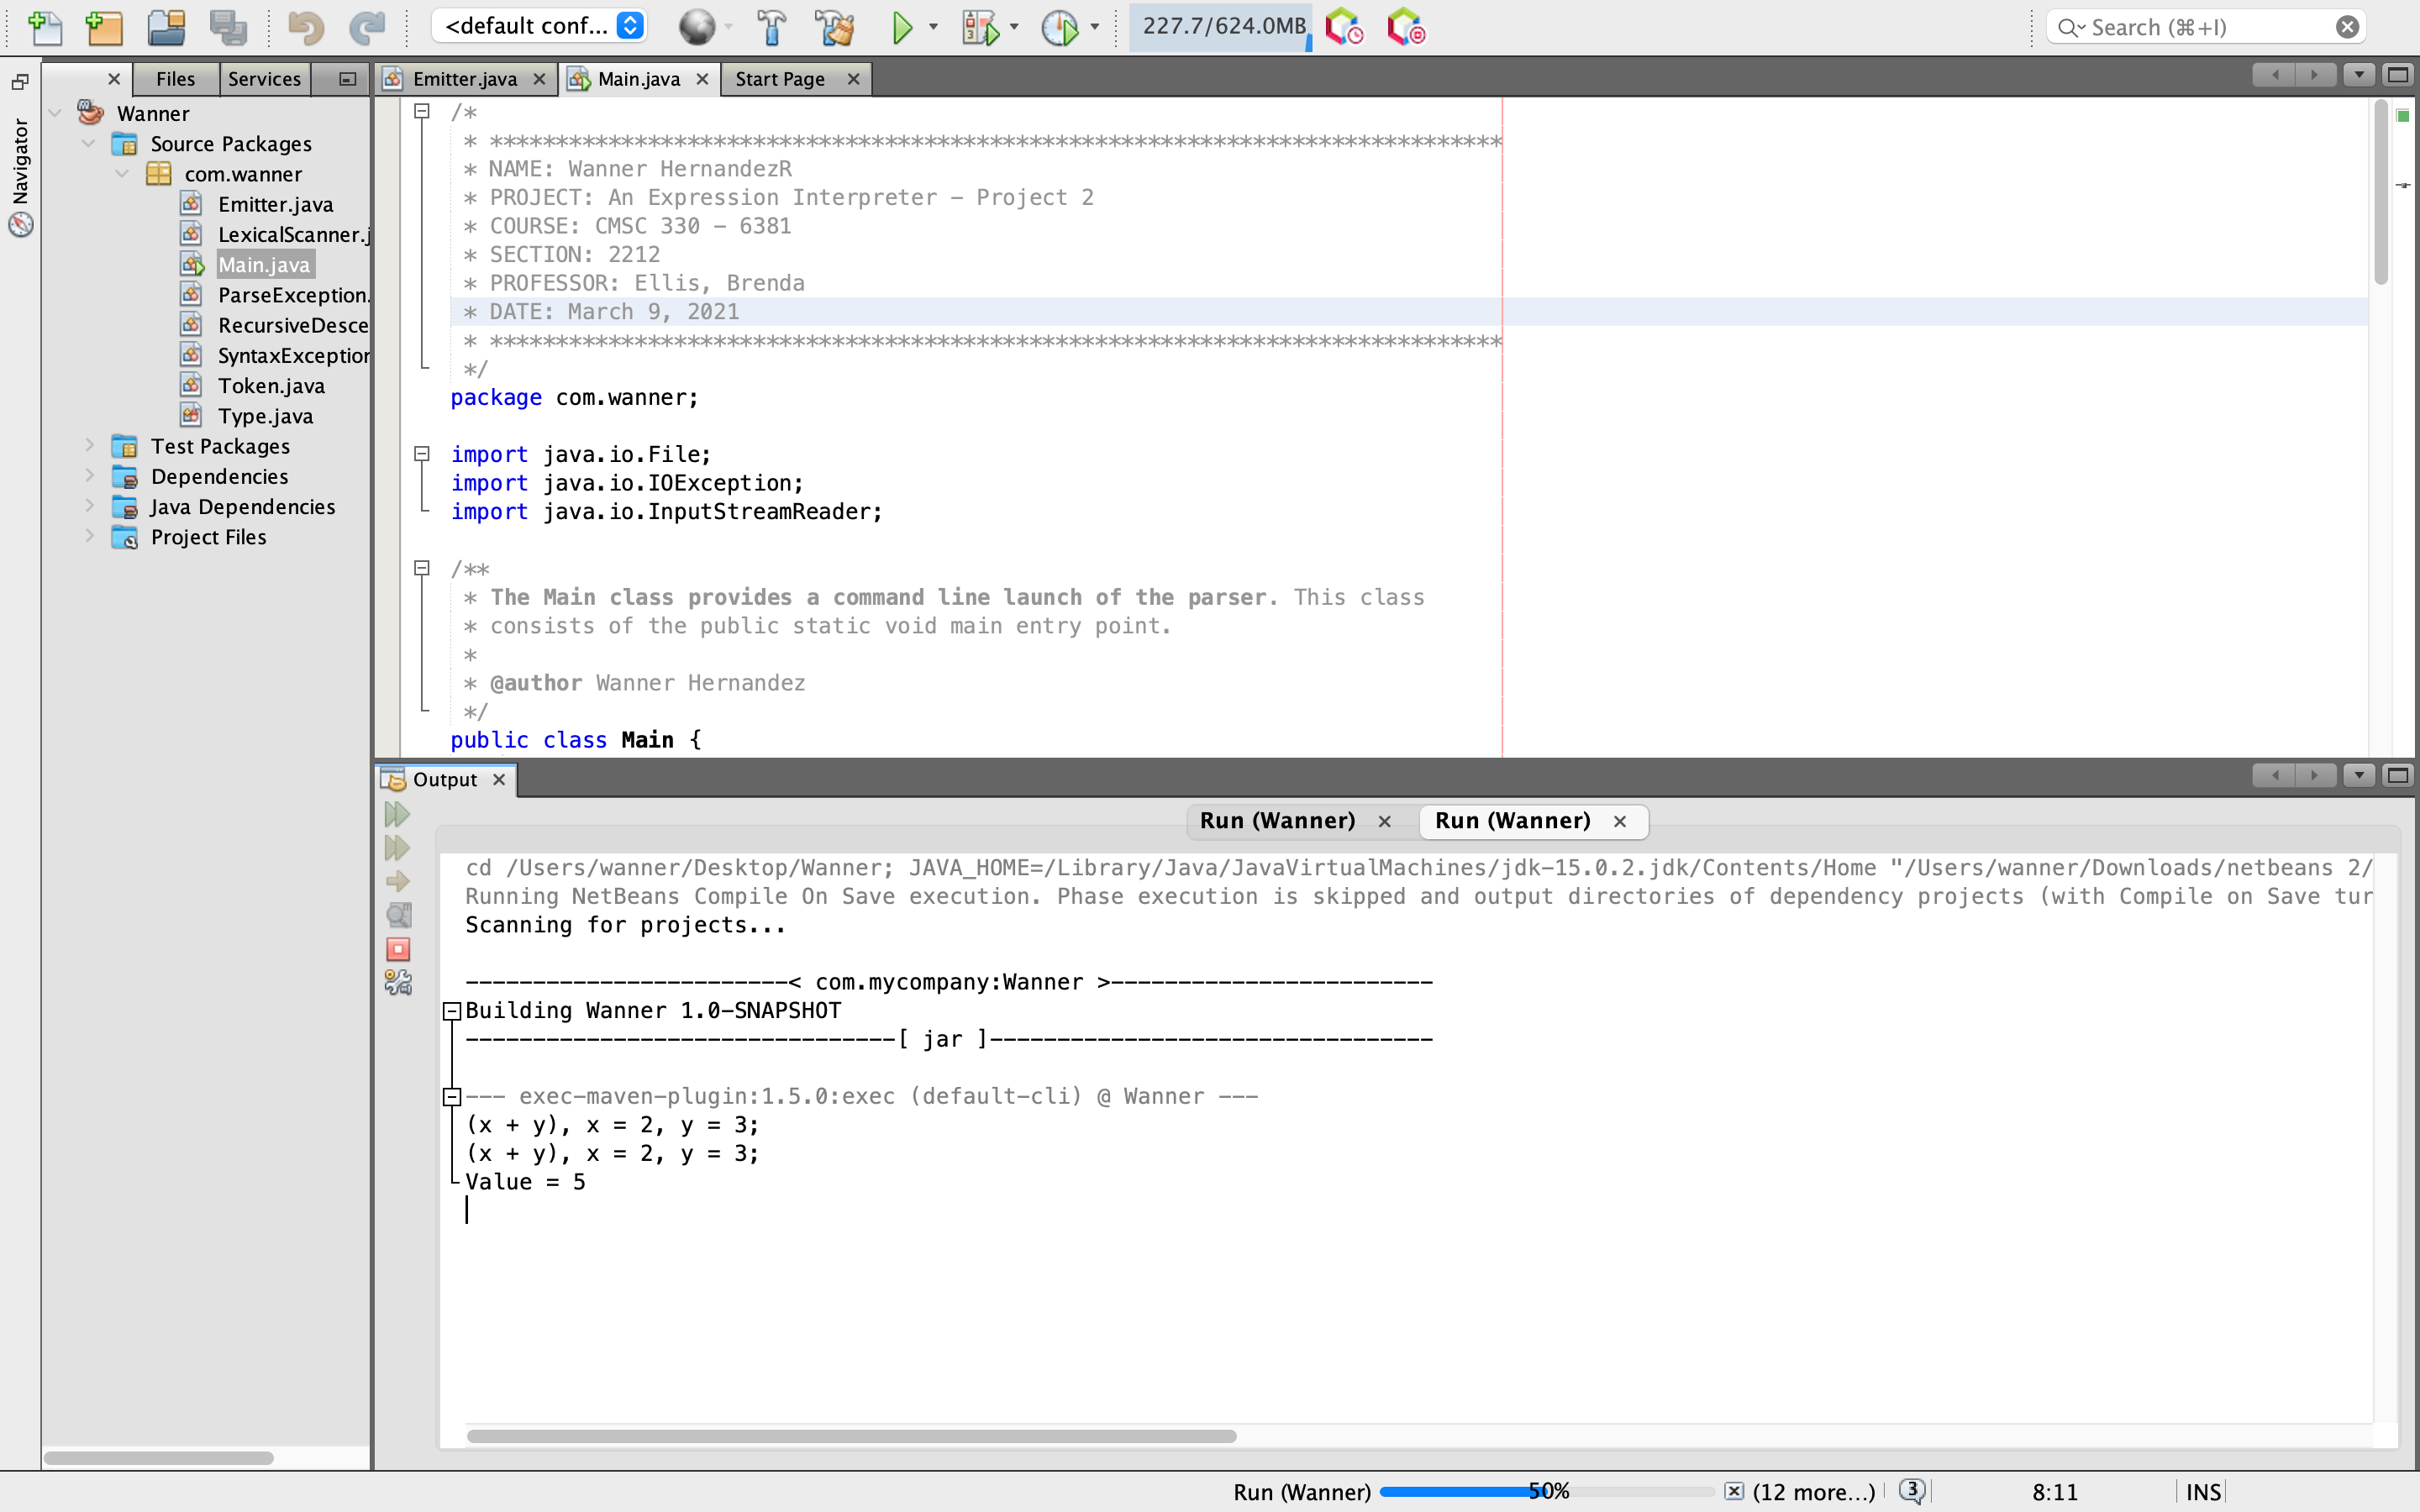 <default conf...
227.7/624.0MB
Search (⌘+I)
Files
Services
Emitter.java
Main.java
Start Page
Navigator
Wanner
Source Packages
com.wanner
Emitter.java
LexicalScanner.j
Main.java
ParseException.
RecursiveDesce
SyntaxException
Token.java
Type.java
Test Packages
Dependencies
Java Dependencies
Project Files
/*
* *****************************************************************************
* NAME: Wanner HernandezR
* PROJECT: An Expression Interpreter – Project 2
* COURSE: CMSC 330 – 6381
* SECTION: 2212
* PROFESSOR: Ellis, Brenda
* DATE: March 9, 2021
* *****************************************************************************
*/
package com.wanner;
import java.io.File;
import java.io.IOException;
import java.io.InputStreamReader;
/**
* The Main class provides a command line launch of the parser. This class
* consists of the public static void main entry point.
*
* @author Wanner Hernandez
*/
public class Main {
Output
Run (Wanner)
Run (Wanner)
cd /Users/wanner/Desktop/Wanner; JAVA_HOME=/Library/Java/JavaVirtualMachines/jdk-15.0.2.jdk/Contents/Home "/Users/wanner/Downloads/netbeans 2/
Running NetBeans Compile On Save execution. Phase execution is skipped and output directories of dependency projects (with Compile on Save tur
Scanning for projects...
------------------------< com.mycompany:Wanner >------------------------
Building Wanner 1.0-SNAPSHOT
--------------------------------[ jar ]---------------------------------
--- exec-maven-plugin:1.5.0:exec (default-cli) @ Wanner ---
(x + y), x = 2, y = 3;
(x + y), x = 2, y = 3;
Value = 5
Run (Wanner)
50%
(12 more...)
3
8:11
INS